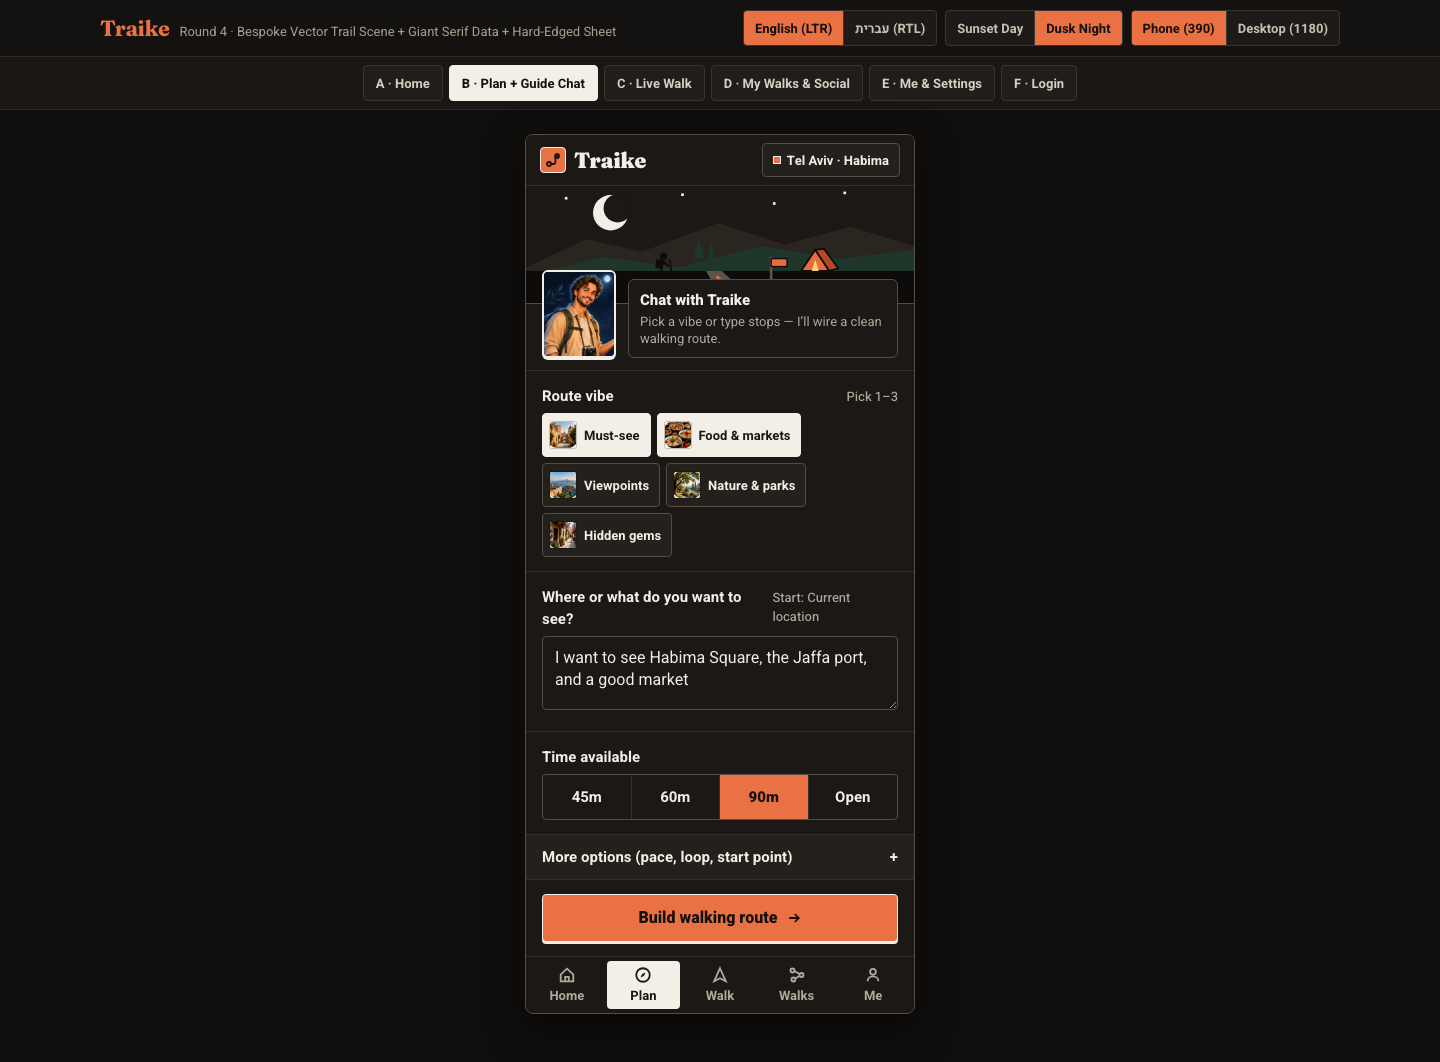 Traike Round 4 · Bespoke Vector Trail Scene + Giant Serif Data + Hard-Edged Sheet
English (LTR) עברית (RTL) Sunset Day Dusk Night Phone (390) Desktop (1180)
A · Home B · Plan + Guide Chat C · Live Walk D · My Walks & Social E · Me & Settings F · Login
Traike Tel Aviv · Habima
Chat with Traike
Pick a vibe or type stops — I'll wire a clean
walking route.
Route vibe Pick 1–3
Must-see Food & markets
Viewpoints Nature & parks
Hidden gems
Where or what do you want to
see?
Start: Current
location
I want to see Habima Square, the Jaffa port,
and a good market
Time available
45m 60m 90m Open
More options (pace, loop, start point) +
Build walking route →
Home Plan Walk Walks Me